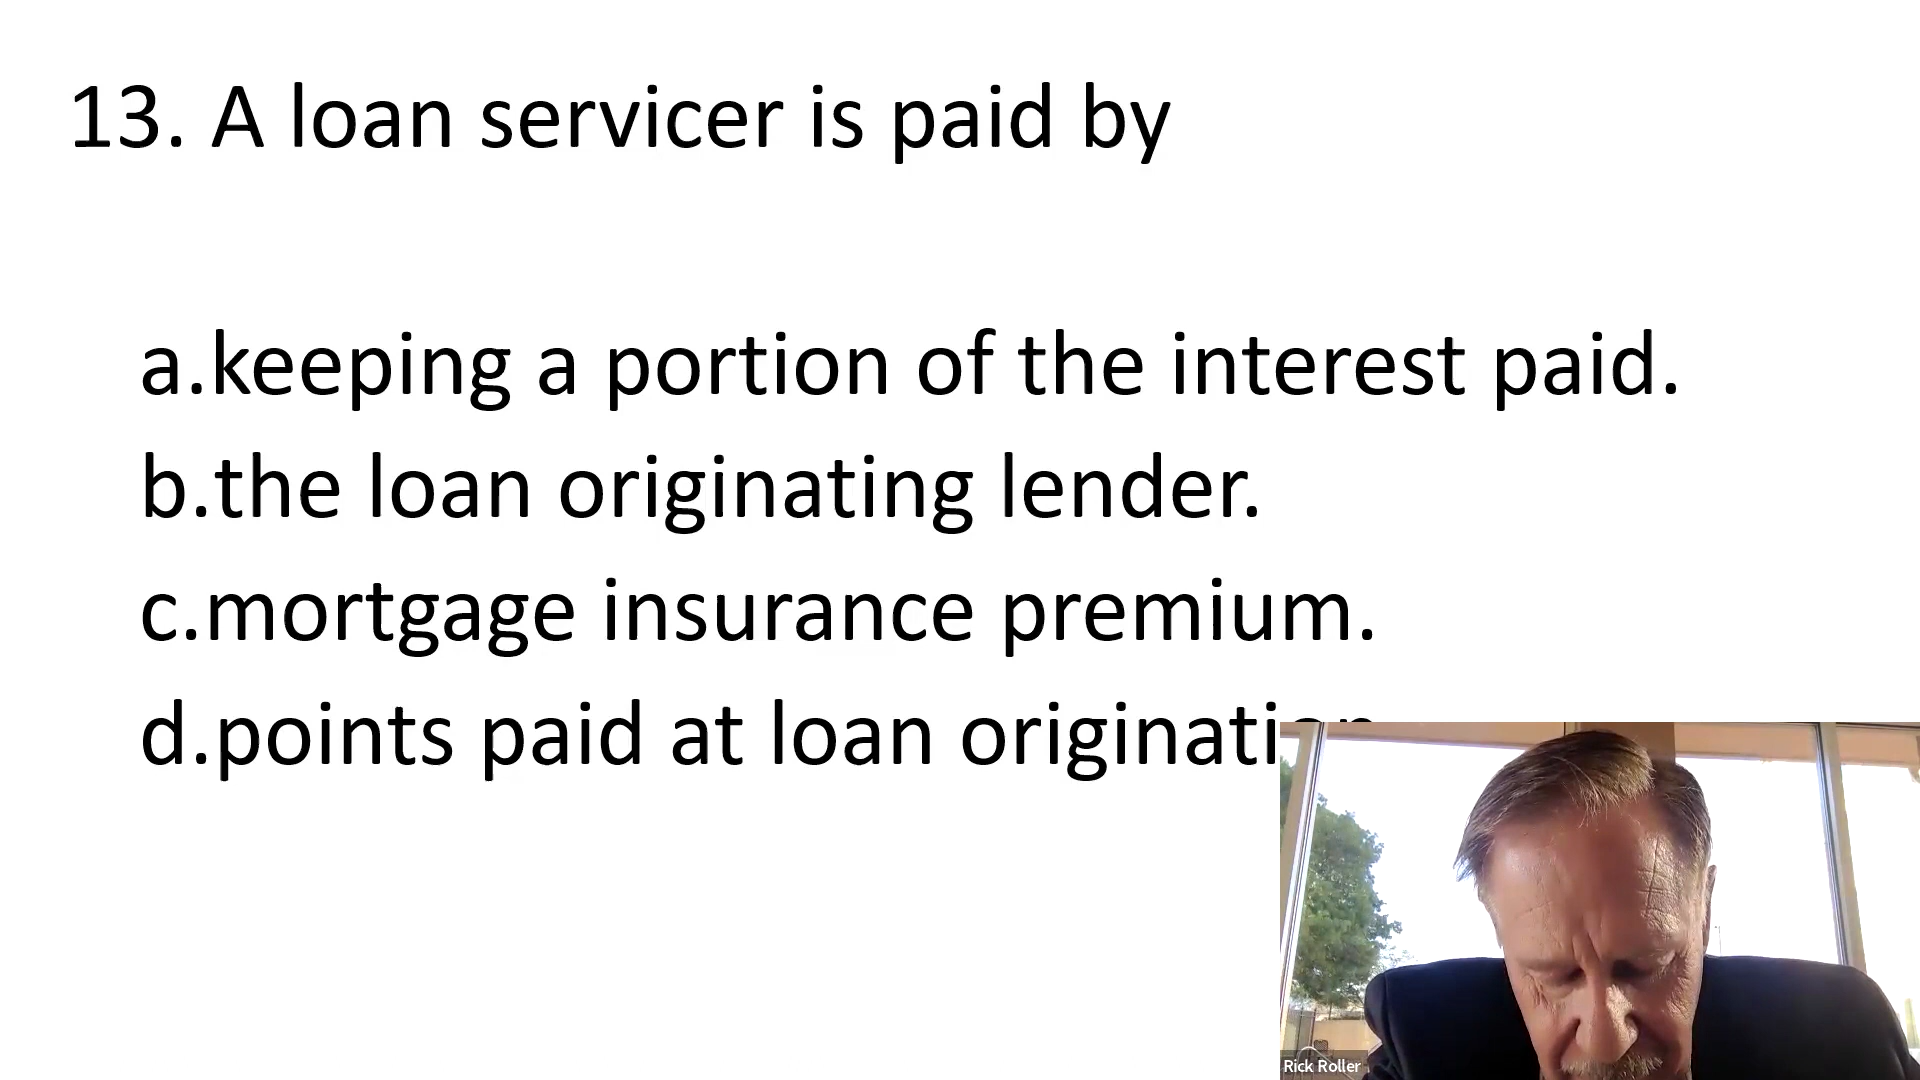 13. A loan servicer is paid by
a.keeping a portion of the interest paid.
b.the loan originating lender.
c.mortgage insurance premium.
d.points paid at loan origination
Rick Roller